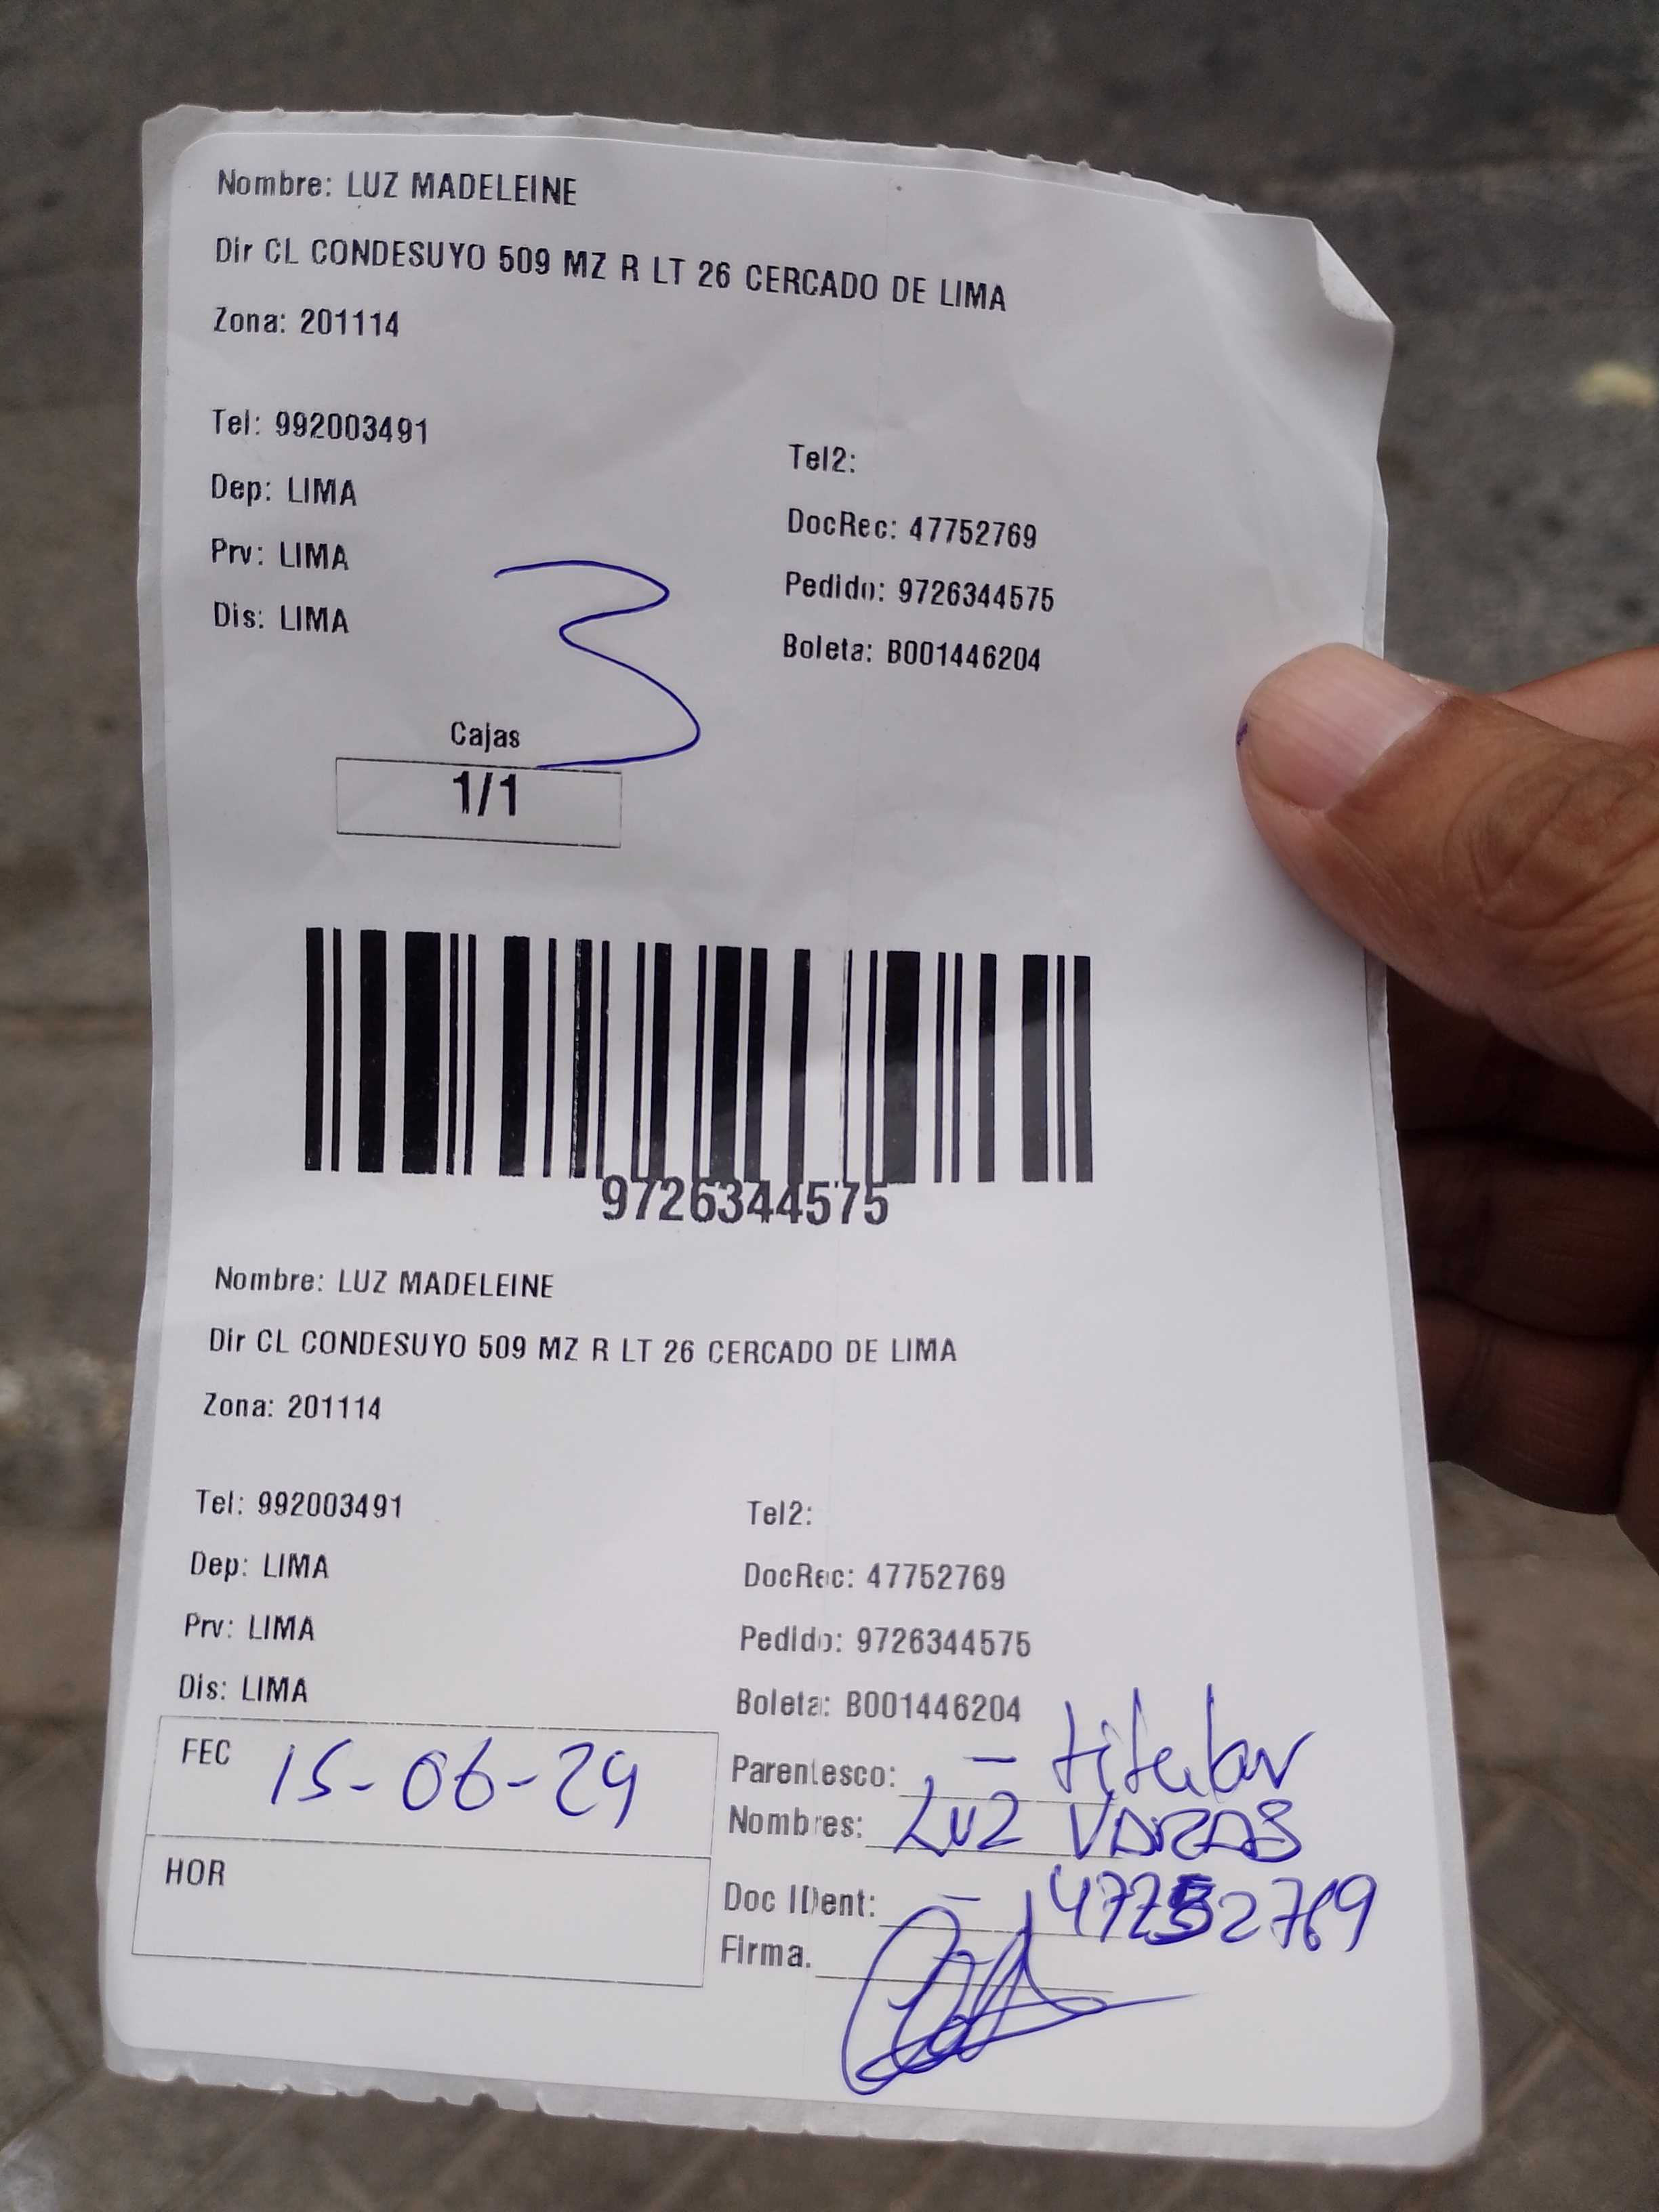 Nombre: LUZ MADELEINE
Dir CL CONDESUYO 509 MZ R LT 26 CERCADO DE LIMA
Zona: 201114
Tel: 992003491
Tel2:
Dep: LIMA
DocRec: 47752769
Prv: LIMA
Pedido: 9726344575
Dis: LIMA
Boleta: B001446204
3
Cajas
1/1
9726344575
Nombre: LUZ MADELEINE
Dir CL CONDESUYO 509 MZ R LT 26 CERCADO DE LIMA
Zona: 201114
Tel: 992003491
Tel2:
Dep: LIMA
DocRec: 47752769
Prv: LIMA
Pedido: 9726344575
Dis: LIMA
Boleta: B001446204
FEC 15-06-24
Parentesco: - titular
Nombres: LUZ VARGAS
HOR
Doc IDent: - 47752769
Firma.